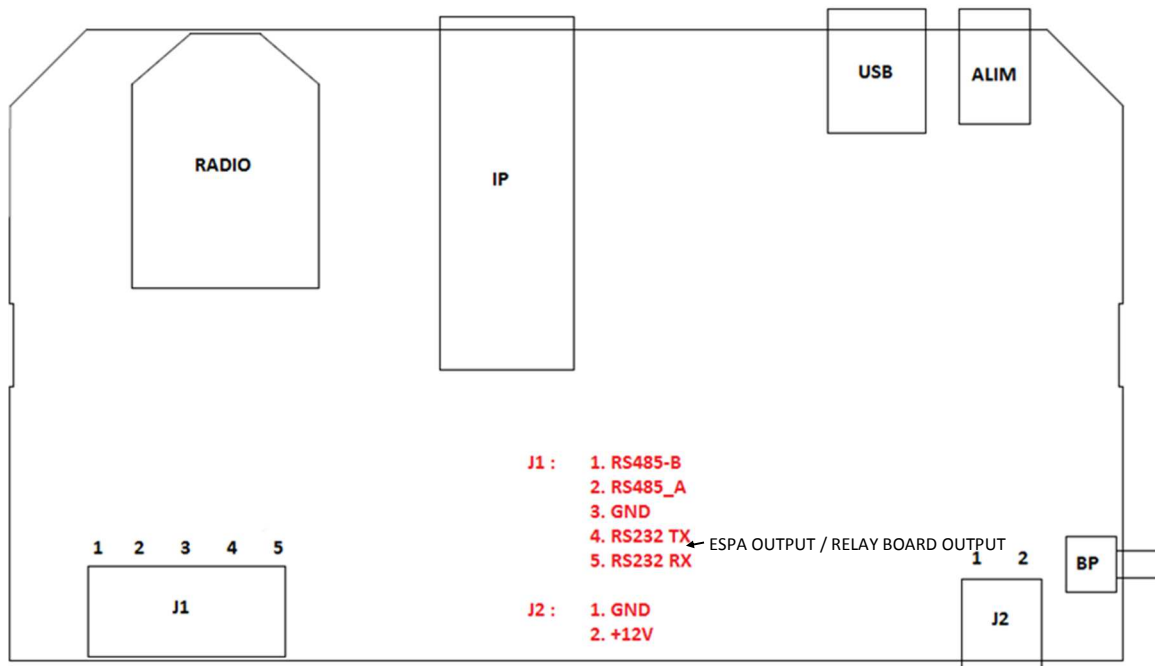 USB
ALIM
RADIO
IP
J1 : 1. RS485-B
2. RS485_A
3. GND
4. RS232 TX
ESPA OUTPUT / RELAY BOARD OUTPUT
5. RS232 RX
1 2 3 4 5
J1
J2 : 1. GND
2. +12V
1 2
J2
BP